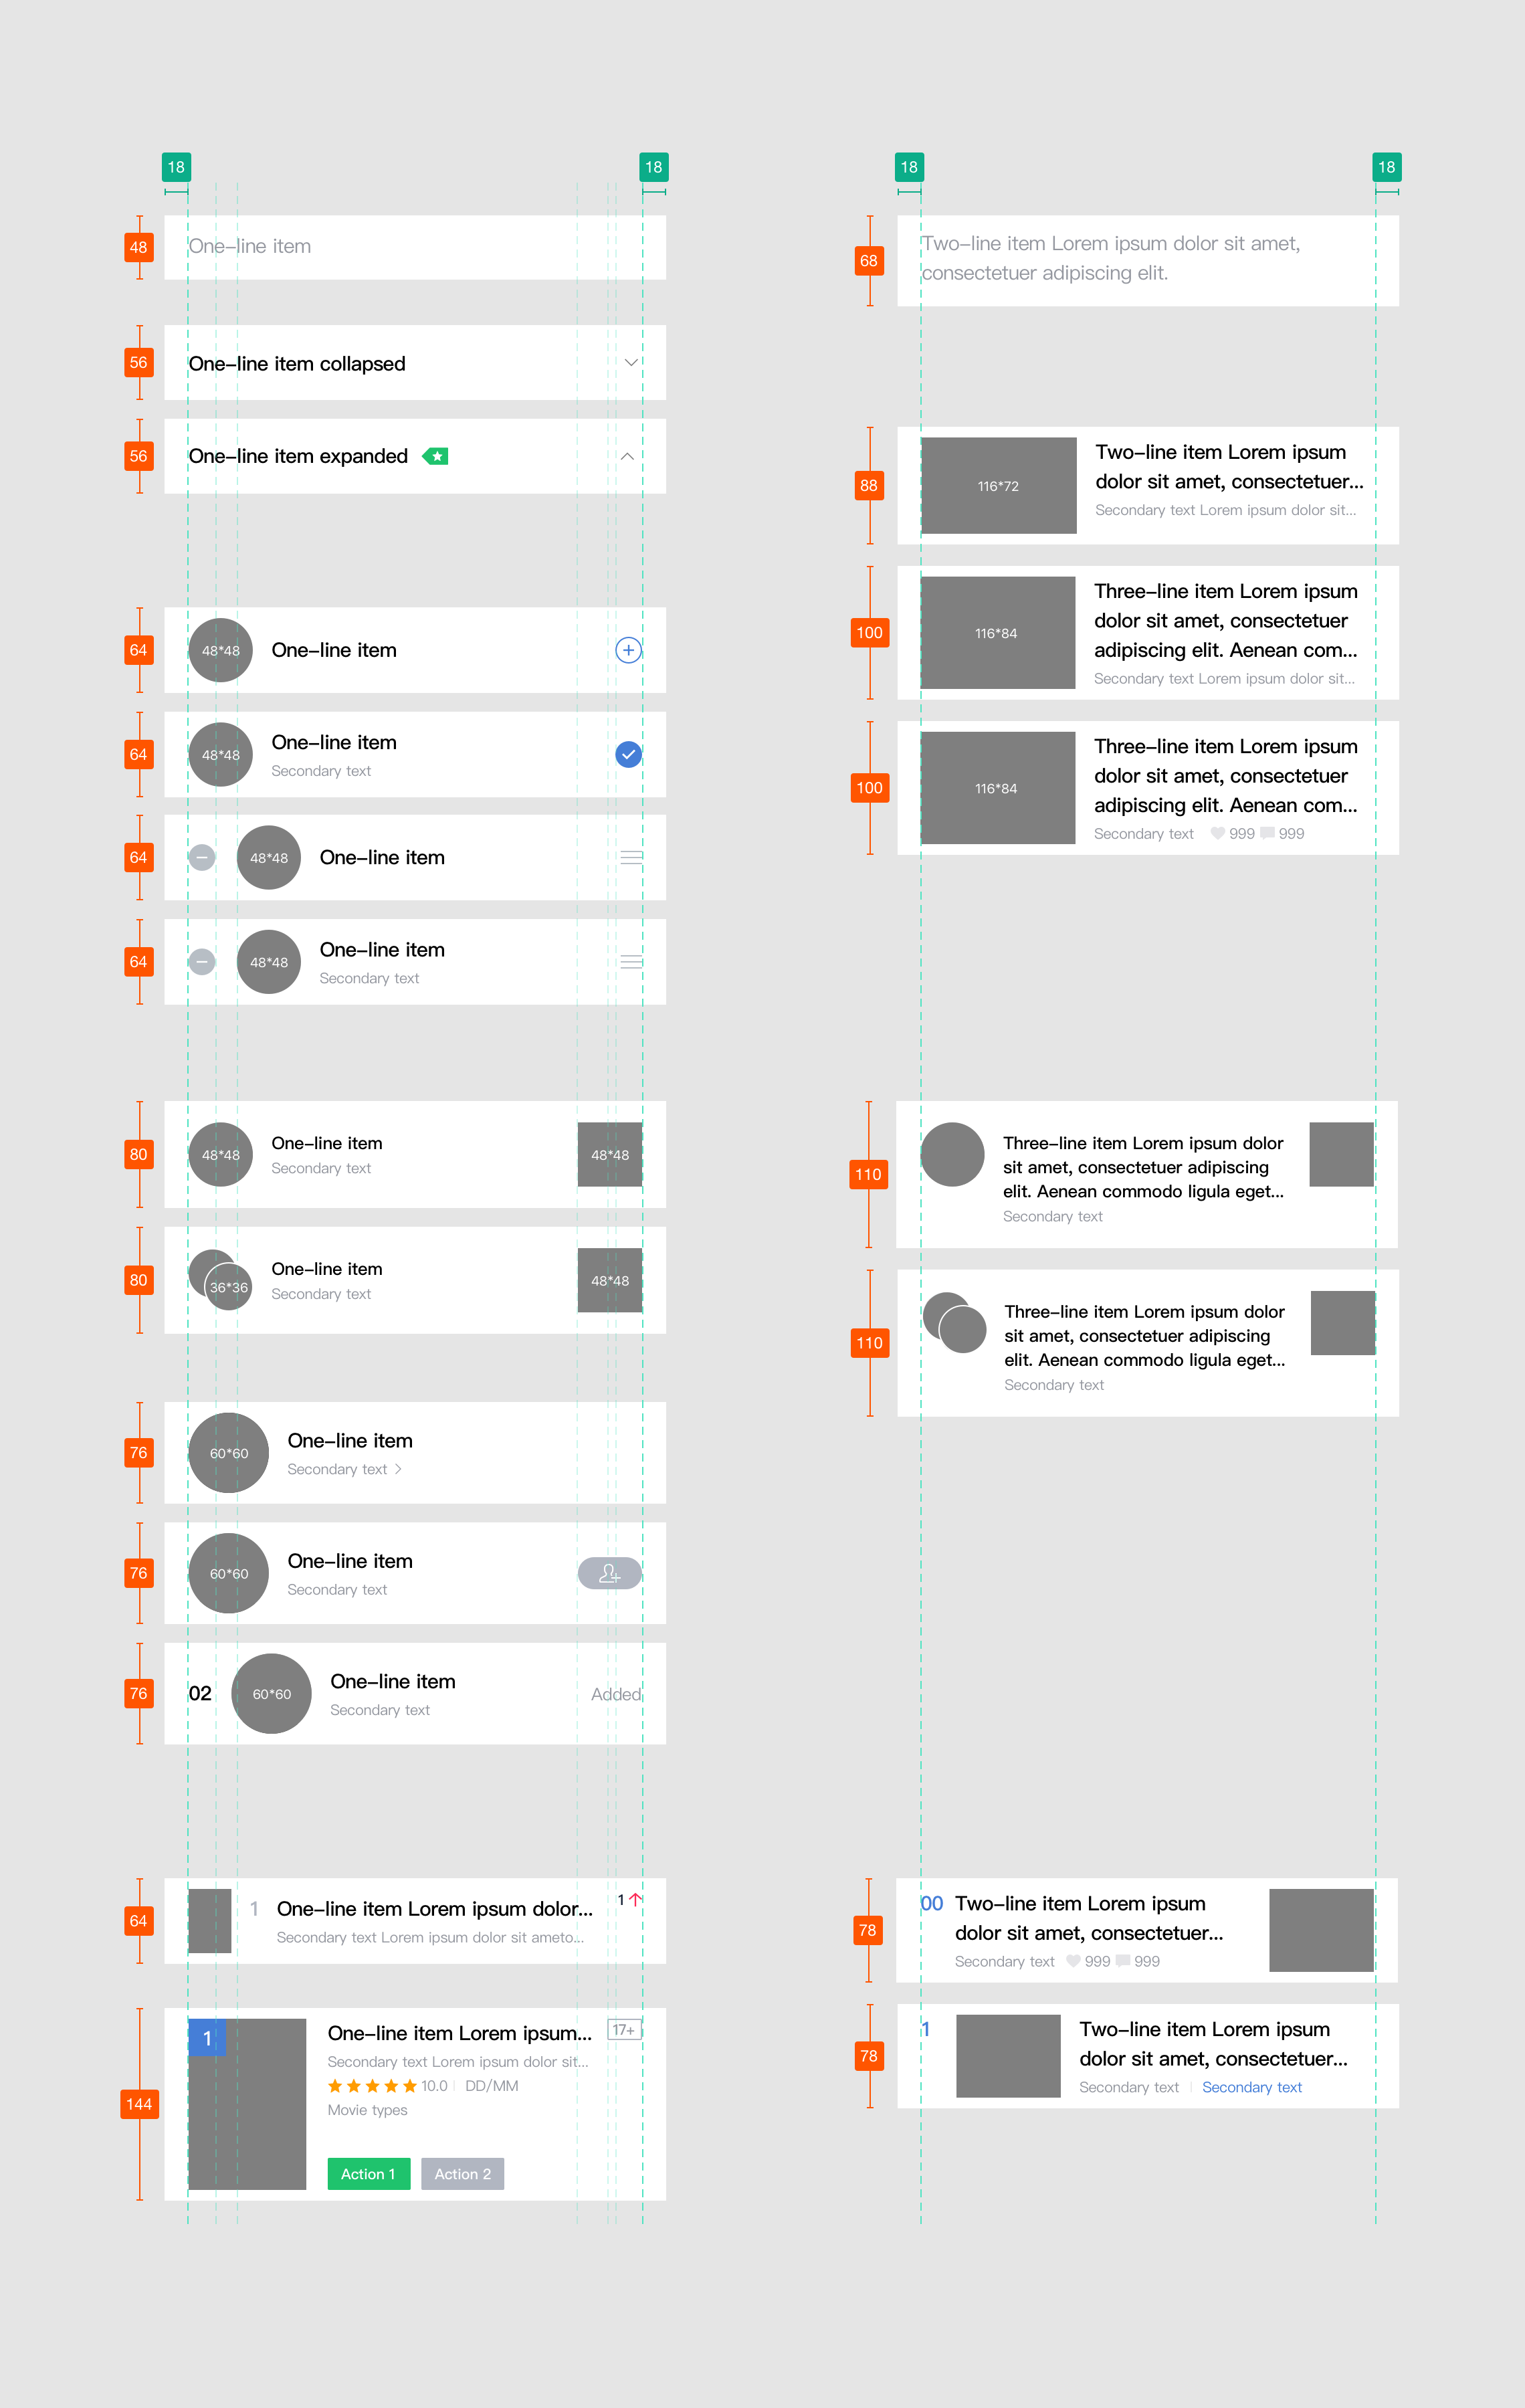 18
18
48
One-line item
56
One-line item collapsed
56
One-line item expanded
64
48*48
One-line item
64
48*48
One-line item
Secondary text
64
48*48
One-line item
64
48*48
One-line item
Secondary text
80
48*48
One-line item
Secondary text
48*48
80
36*36
One-line item
Secondary text
48*48
76
60*60
One-line item
Secondary text
76
60*60
One-line item
Secondary text
76
02
60*60
One-line item
Secondary text
Added
64
1
One-line item Lorem ipsum dolor...
Secondary text Lorem ipsum dolor sit ameto...
1
144
1
One-line item Lorem ipsum...
17+
Secondary text Lorem ipsum dolor sit...
10.0
DD/MM
Movie types
Action 1
Action 2
18
18
68
Two-line item Lorem ipsum dolor sit amet,
consectetuer adipiscing elit.
88
116*72
Two-line item Lorem ipsum
dolor sit amet, consectetuer...
Secondary text Lorem ipsum dolor sit...
100
116*84
Three-line item Lorem ipsum
dolor sit amet, consectetuer
adipiscing elit. Aenean com...
Secondary text Lorem ipsum dolor sit...
100
116*84
Three-line item Lorem ipsum
dolor sit amet, consectetuer
adipiscing elit. Aenean com...
Secondary text 999 999
110
Three-line item Lorem ipsum dolor
sit amet, consectetuer adipiscing
elit. Aenean commodo ligula eget...
Secondary text
110
Three-line item Lorem ipsum dolor
sit amet, consectetuer adipiscing
elit. Aenean commodo ligula eget...
Secondary text
78
00
Two-line item Lorem ipsum
dolor sit amet, consectetuer...
Secondary text 999 999
78
1
Two-line item Lorem ipsum
dolor sit amet, consectetuer...
Secondary text
Secondary text